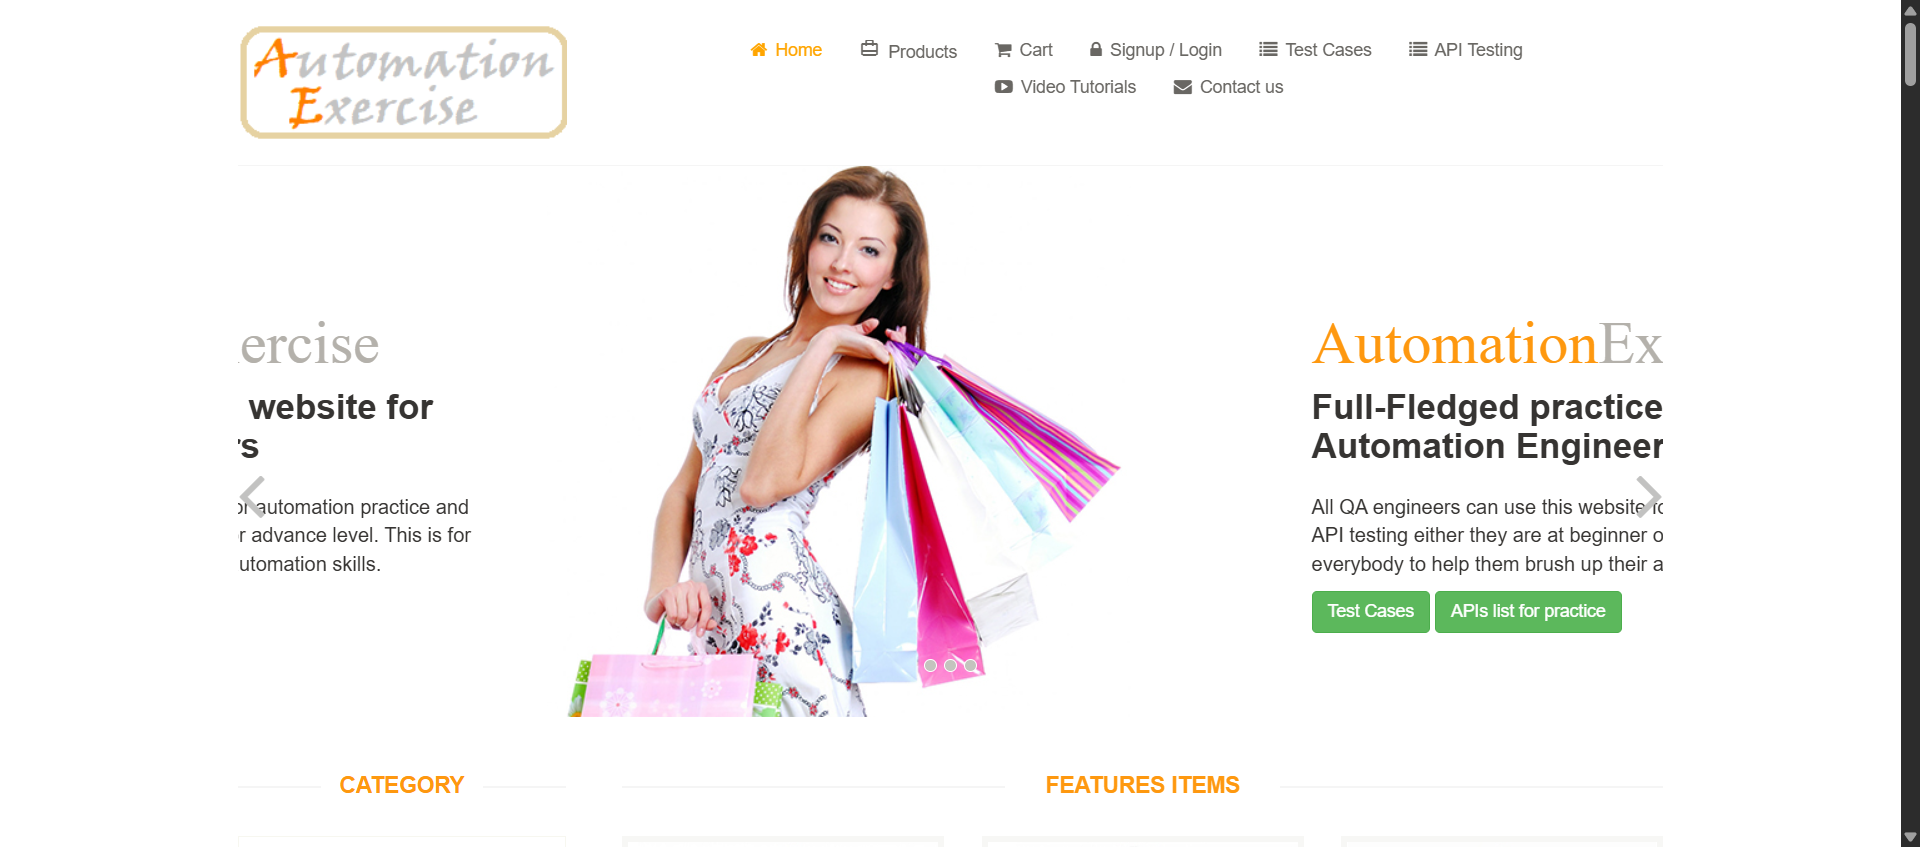 Automation
Exercise
Home
Products
Cart
Signup / Login
Test Cases
API Testing
Video Tutorials
Contact us
ercise
website for
rs
or automation practice and
r advance level. This is for
utomation skills.
AutomationEx
Full-Fledged practice
Automation Engineer
All QA engineers can use this website fo
API testing either they are at beginner o
everybody to help them brush up their a
Test Cases
APIs list for practice
CATEGORY
FEATURES ITEMS